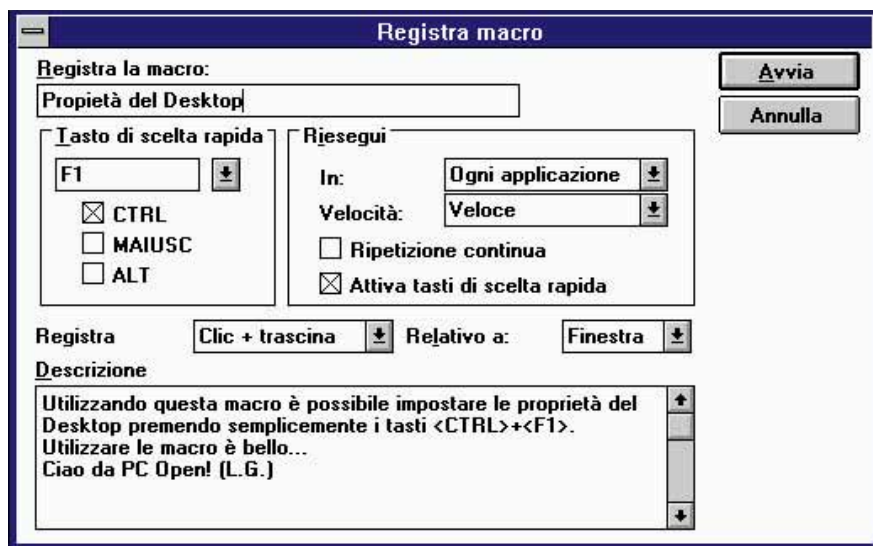 Registra macro
Registra la macro:
Propietà del Desktop
Avvia
Annulla
Tasto di scelta rapida
F1
CTRL
MAIUSC
ALT
Riesegui
In: Ogni applicazione
Velocità: Veloce
Ripetizione continua
Attiva tasti di scelta rapida
Registra Clic + trascina Relativo a: Finestra
Descrizione
Utilizzando questa macro è possibile impostare le proprietà del
Desktop premendo semplicemente i tasti <CTRL>+<F1>.
Utilizzare le macro è bello...
Ciao da PC Open! (L.G.)